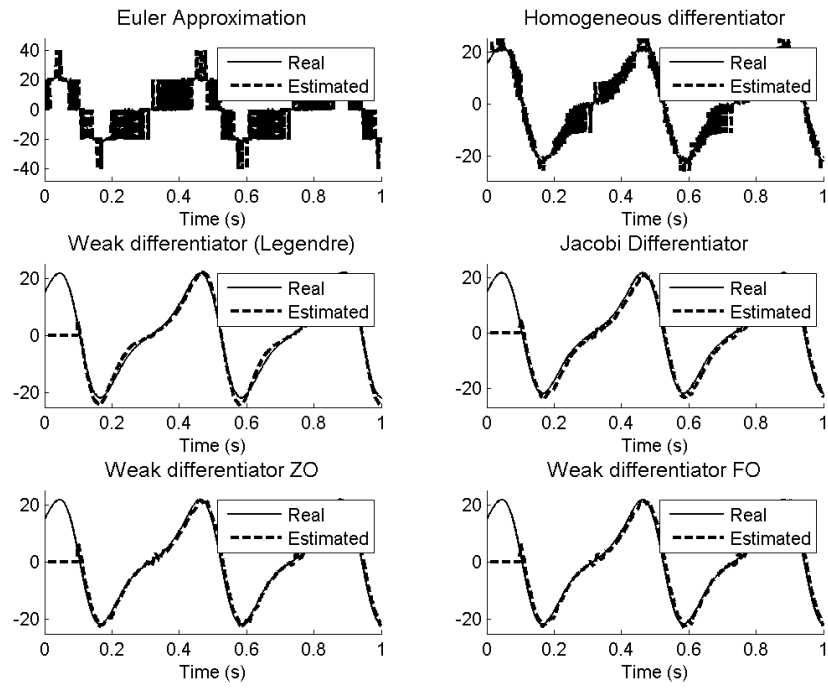 Euler Approximation
40
20
0
-20
-40
Real
Estimated
0 0.2 0.4 0.6 0.8 1
Time (s)
Homogeneous differentiator
20
0
-20
Real
Estimated
0 0.2 0.4 0.6 0.8 1
Time (s)
Weak differentiator (Legendre)
20
0
-20
Real
Estimated
0 0.2 0.4 0.6 0.8 1
Time (s)
Jacobi Differentiator
20
0
-20
Real
Estimated
0 0.2 0.4 0.6 0.8 1
Time (s)
Weak differentiator ZO
20
0
-20
Real
Estimated
0 0.2 0.4 0.6 0.8 1
Time (s)
Weak differentiator FO
20
0
-20
Real
Estimated
0 0.2 0.4 0.6 0.8 1
Time (s)